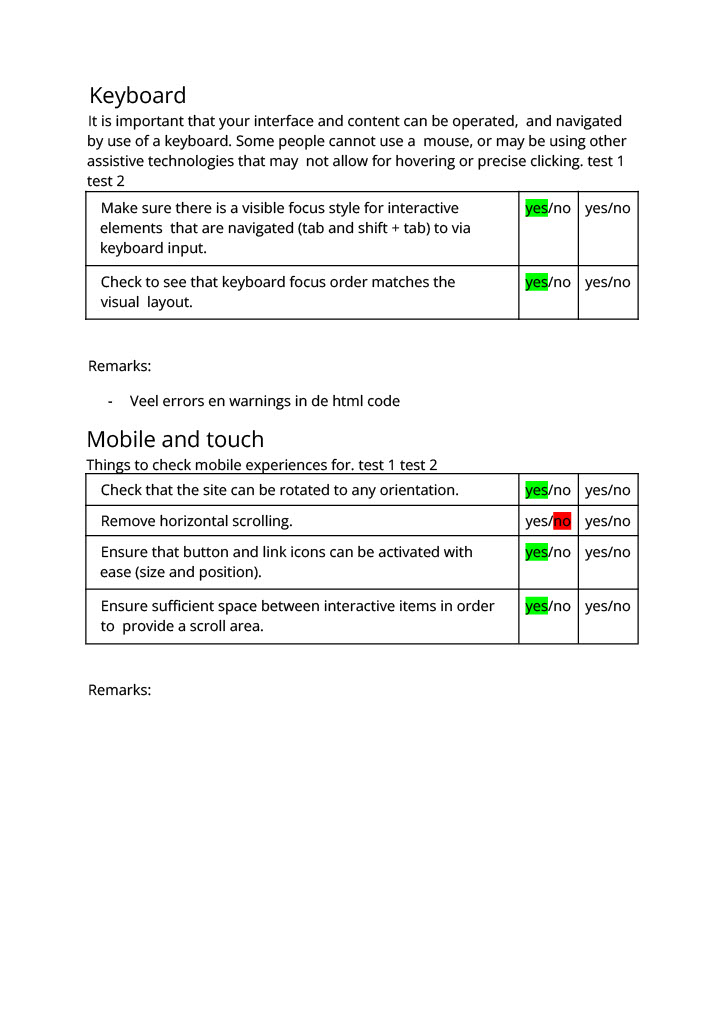 Keyboard
It is important that your interface and content can be operated,  and navigated
by use of a keyboard. Some people cannot use a  mouse, or may be using other
assistive technologies that may  not allow for hovering or precise clicking. test 1
test 2
Make sure there is a visible focus style for interactive yes/no yes/no
elements  that are navigated (tab and shift + tab) to via
keyboard input.
Check to see that keyboard focus order matches the yes/no yes/no
visual  layout.
Remarks:
- Veel errors en warnings in de html code
Mobile and touch
Things to check mobile experiences for. test 1 test 2
Check that the site can be rotated to any orientation. yes/no yes/no
Remove horizontal scrolling. yes/no yes/no
Ensure that button and link icons can be activated with yes/no yes/no
ease (size and position).
Ensure sufficient space between interactive items in order yes/no yes/no
to  provide a scroll area.
Remarks: